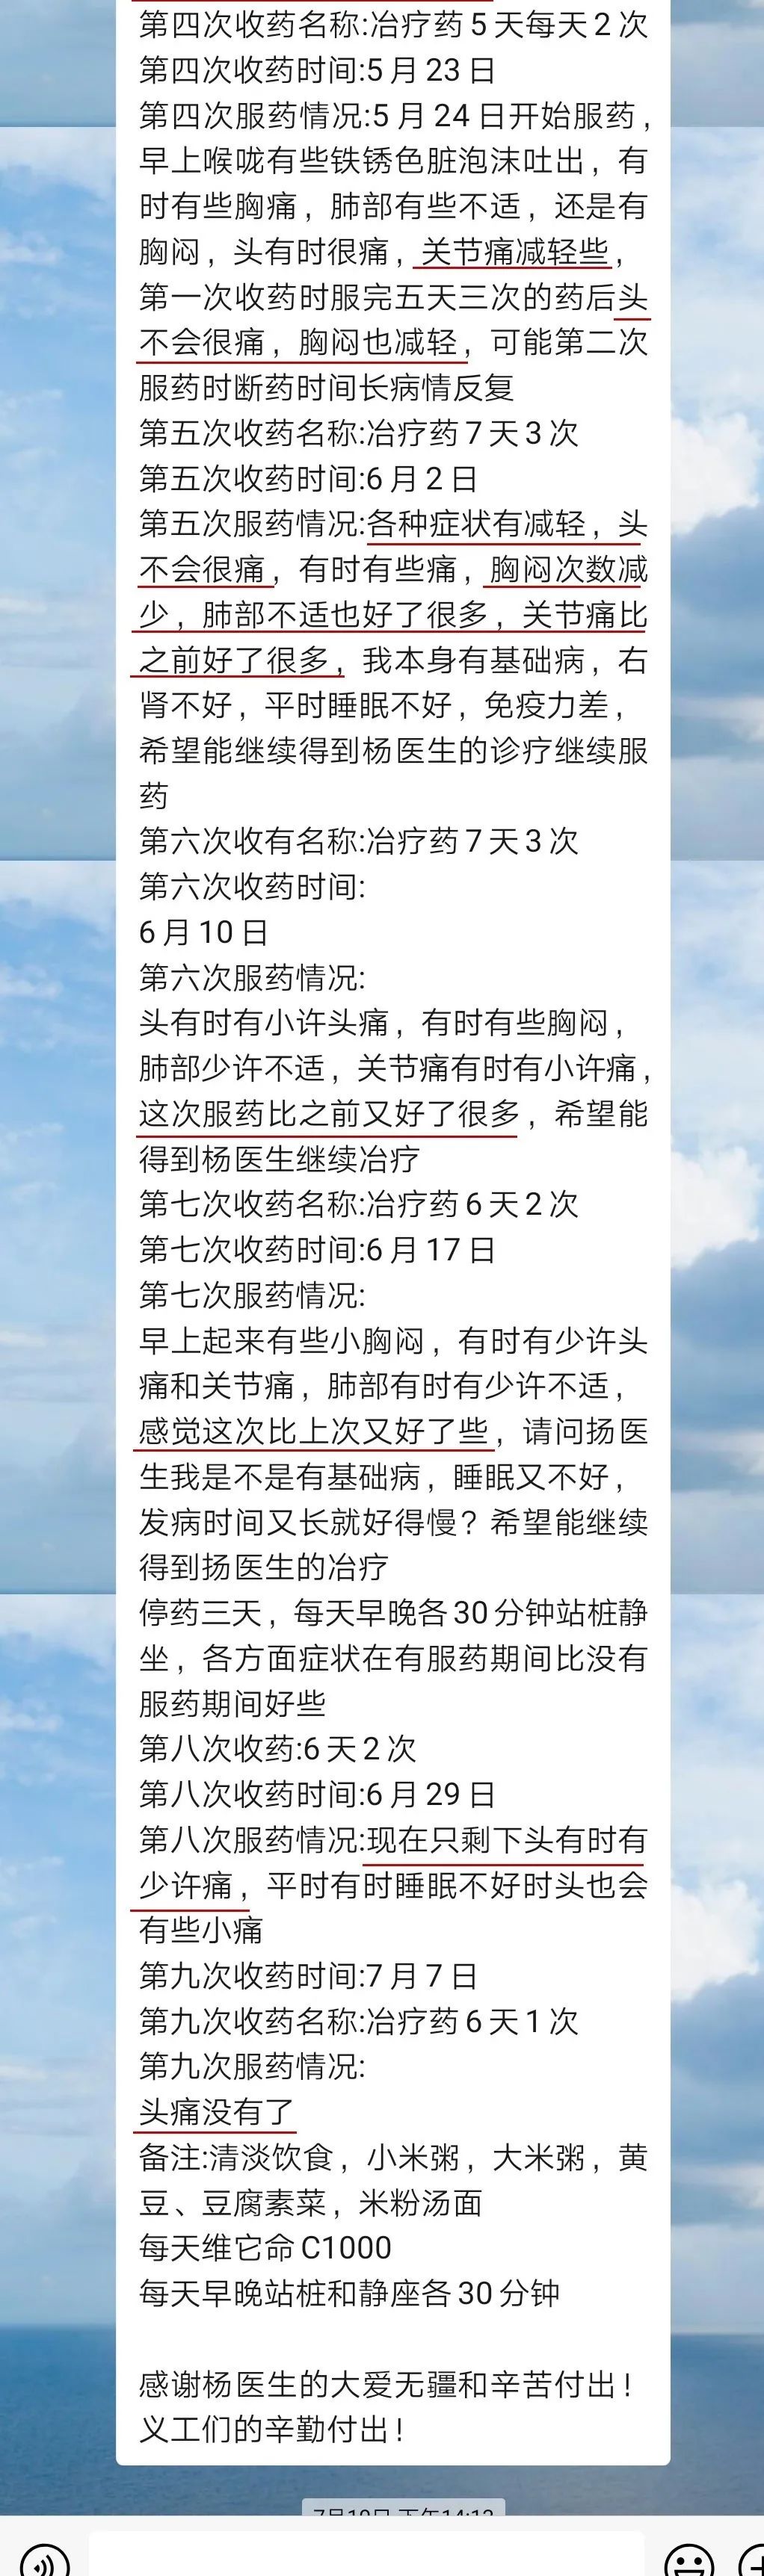 第四次收药名称:冶疗药5天每天2次
第四次收药时间:5月23日
第四次服药情况:5月24日开始服药，
早上喉咙有些铁锈色脏泡沫吐出，有
时有些胸痛，肺部有些不适，还是有
胸闷，头有时很痛，关节痛减轻些，
第一次收药时服完五天三次的药后头
不会很痛，胸闷也减轻，可能第二次
服药时断药时间长病情反复
第五次收药名称:冶疗药7天3次
第五次收药时间:6月2日
第五次服药情况:各种症状有减轻，头
不会很痛，有时有些痛，胸闷次数减
少，肺部不适也好了很多，关节痛比
之前好了很多，我本身有基础病，右
肾不好，平时睡眠不好，免疫力差，
希望能继续得到杨医生的诊疗继续服
药
第六次收有名称:冶疗药7天3次
第六次收药时间:
6月10日
第六次服药情况:
头有时有小许头痛，有时有些胸闷，
肺部少许不适，关节痛有时有小许痛，
这次服药比之前又好了很多，希望能
得到杨医生继续冶疗
第七次收药名称:冶疗药6天2次
第七次收药时间:6月17日
第七次服药情况:
早上起来有些小胸闷，有时有少许头
痛和关节痛，肺部有时有少许不适，
感觉这次比上次又好了些，请问扬医
生我是不是有基础病，睡眠又不好，
发病时间又长就好得慢？希望能继续
得到扬医生的冶疗
停药三天，每天早晚各30分钟站桩静
坐，各方面症状在有服药期间比没有
服药期间好些
第八次收药:6天2次
第八次收药时间:6月29日
第八次服药情况:现在只剩下头有时有
少许痛，平时有时睡眠不好时头也会
有些小痛
第九次收药时间:7月7日
第九次收药名称:冶疗药6天1次
第九次服药情况:
头痛没有了
备注:清淡饮食，小米粥，大米粥，黄
豆、豆腐素菜，米粉汤面
每天维它命C1000
每天早晚站桩和静座各30分钟
感谢杨医生的大爱无疆和辛苦付出！
义工们的辛勤付出！